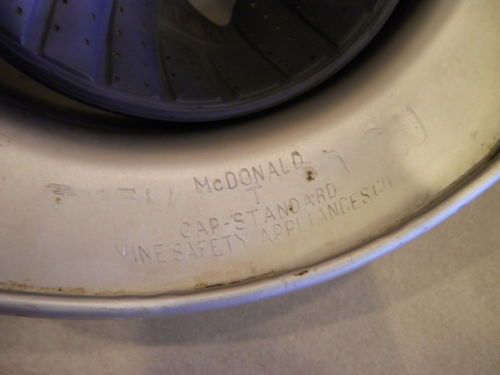 McDONALD
T
CAP-STANDARD
MINE SAFETY APPLIANCES CO